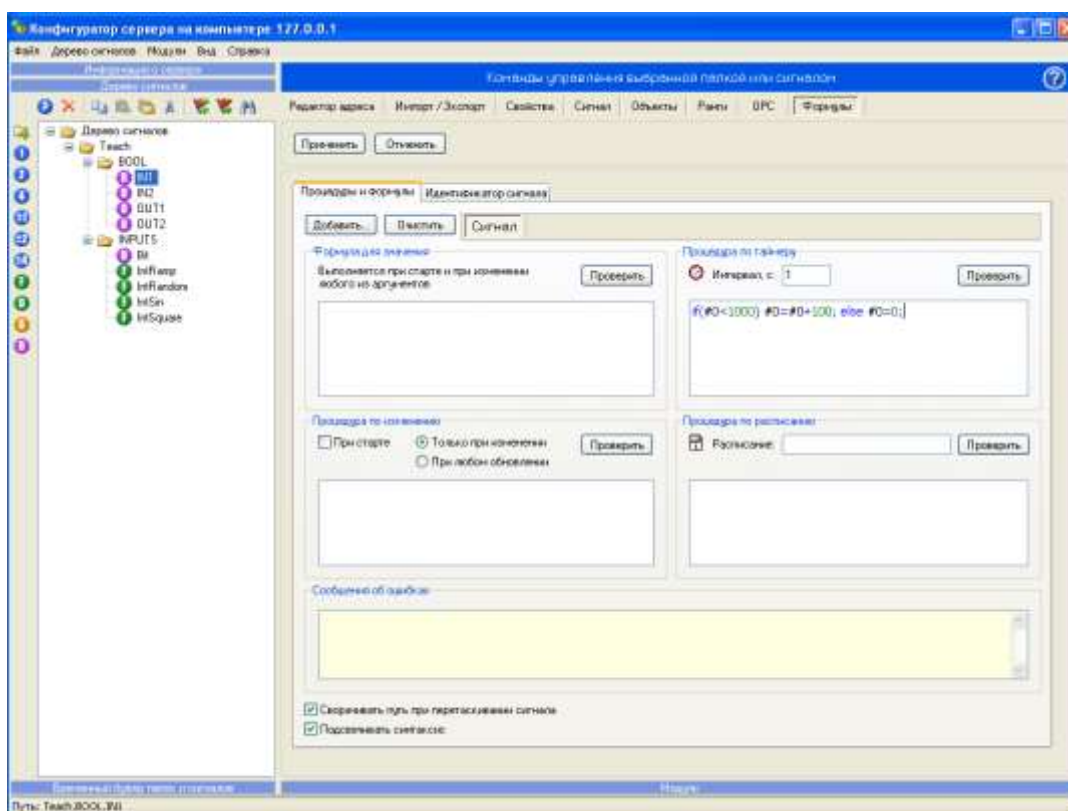 Конфигуратор сервера на компьютере 127.0.0.1
Файл Дерево сигналов Модули Вид Справка
Информация о сервере
Дерево сигналов
Команды управления выбранной папкой или сигналом
Редактор адреса Импорт / Экспорт Свойства Сигнал Объекты Ранги OPC Формулы
Дерево сигналов
Teach
BOOL
IN1
IN2
OUT1
OUT2
INPUTS
Bit
IntRamp
IntRandom
IntSin
IntSquare
Применить Отменить
Процедуры и формулы Идентификатор сигнала
Добавить... Очистить Сигнал
Формула для значения
Выполняется при старте и при изменении
любого из аргументов
Проверить
Процедура по таймеру
Интервал, с: 1
Проверить
if(#0<1000) #0=#0+100; else #0=0;
Процедура по изменению
При старте
Только при изменении
При любом обновлении
Проверить
Процедура по расписанию
Расписание:
Проверить
Сообщения об ошибках
Сворачивать путь при перетаскивании сигнала
Подсвечивать синтаксис
Временный буфер папок и сигналов
Модули
Путь: Teach.BOOL.IN1